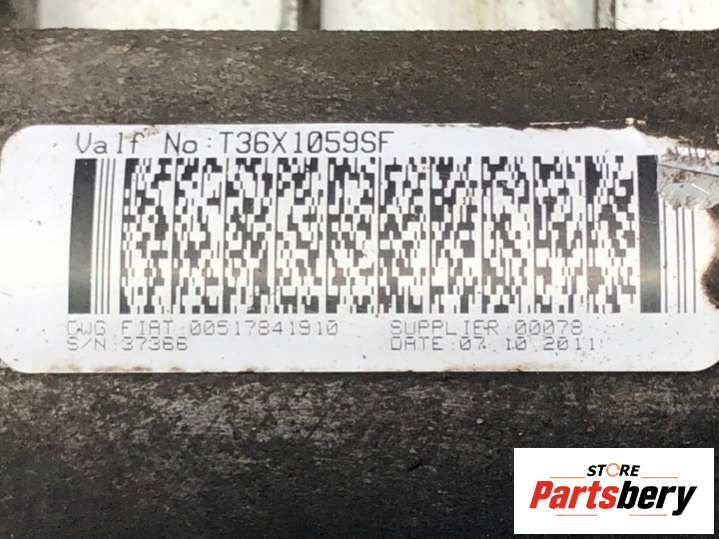 Valf No:T36X1059SF
DWG FIAT 00517841910 SUPPLIER 00078
S/N 37366 DATE 07.10.2011
STORE
Partsbery